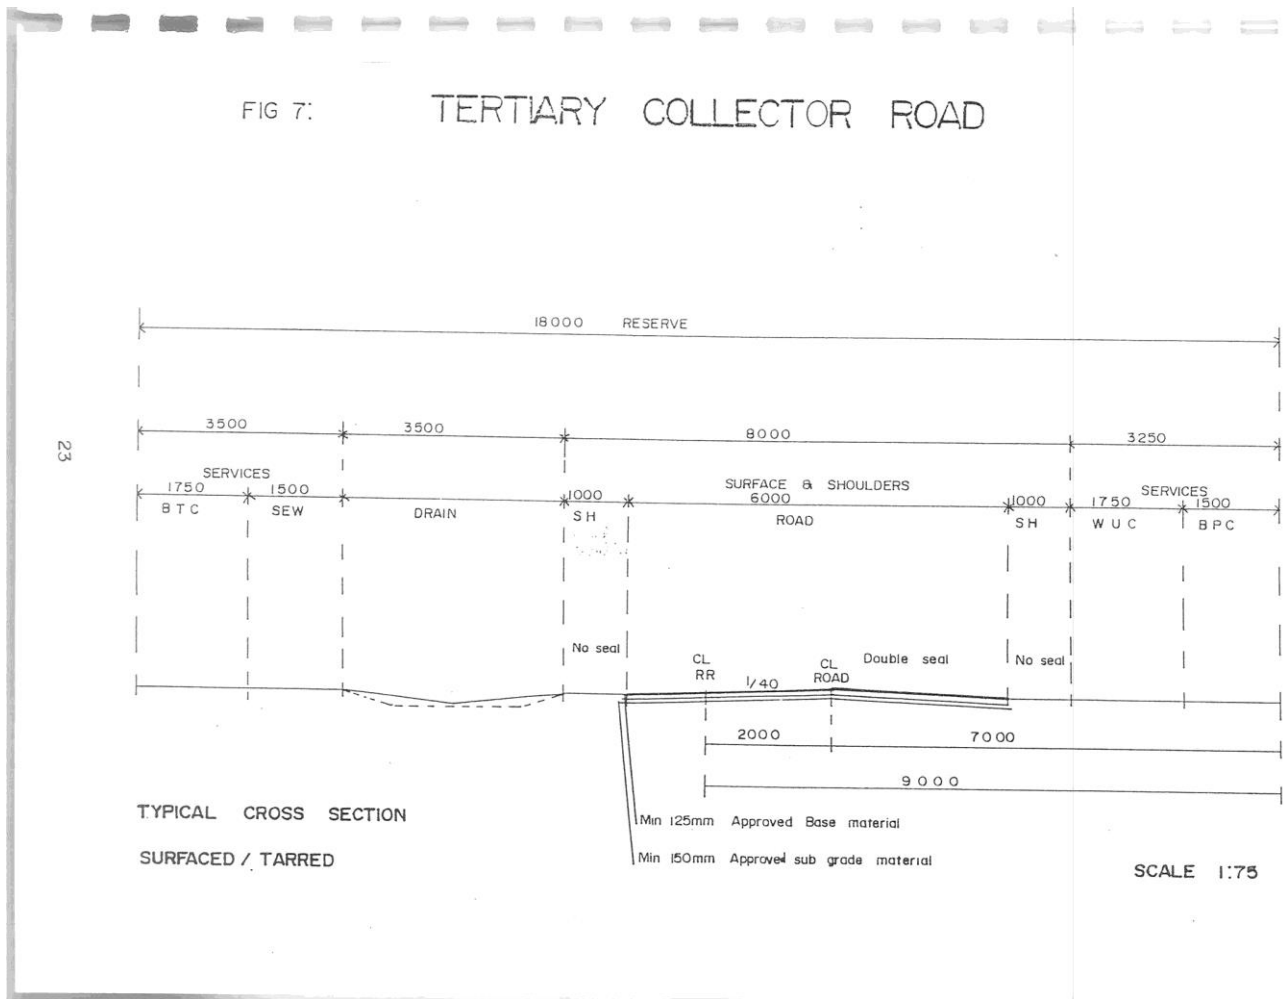 FIG 7: TERTIARY COLLECTOR ROAD
18000 RESERVE
3500 3500 8000 3250
SERVICES SURFACE & SHOULDERS SERVICES
1750 1500 1000 6000 1000 1750 1500
BTC SEW DRAIN SH ROAD SH WUC BPC
23
No seal CL RR 1/40 CL ROAD Double seal No seal
2000 7000
9000
TYPICAL CROSS SECTION
Min 125mm Approved Base material
SURFACED / TARRED
Min 150mm Approved sub grade material
SCALE 1:75